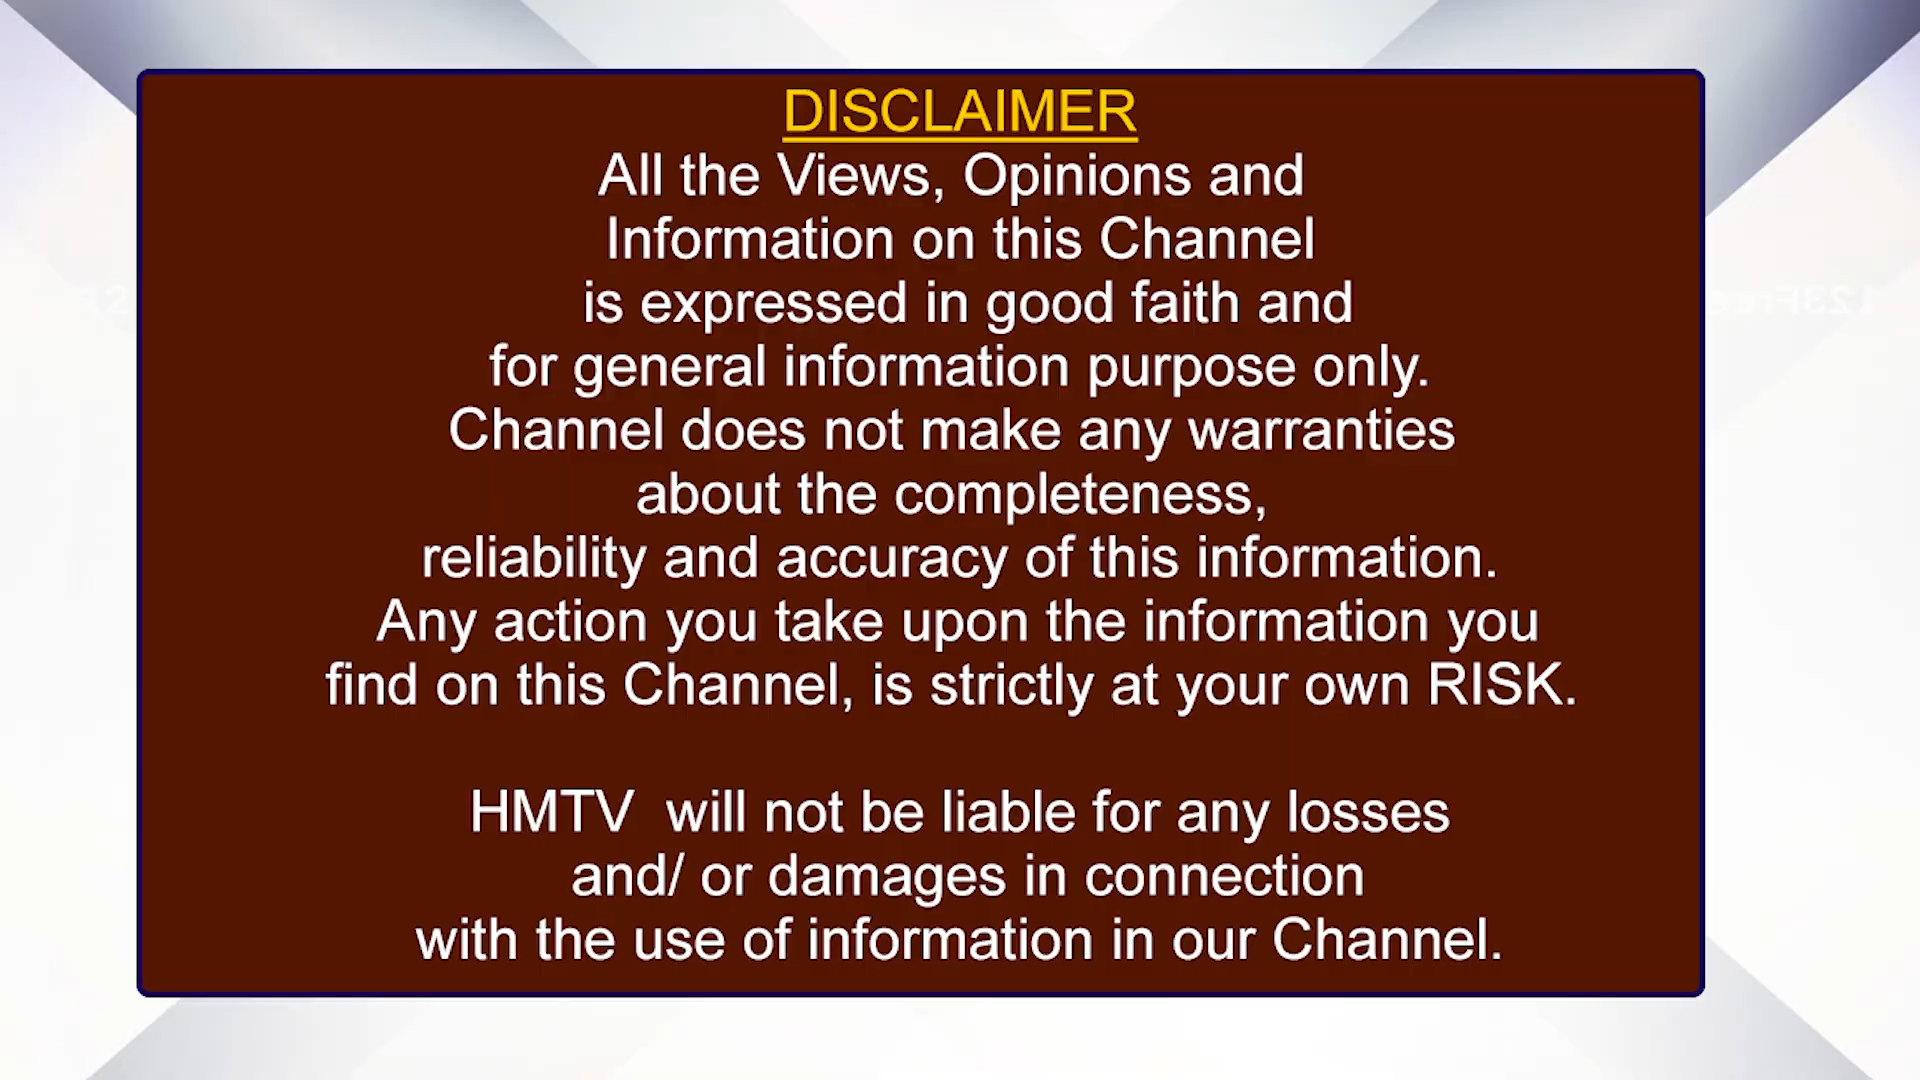 DISCLAIMER
All the Views, Opinions and
Information on this Channel
is expressed in good faith and
for general information purpose only.
Channel does not make any warranties
about the completeness,
reliability and accuracy of this information.
Any action you take upon the information you
find on this Channel, is strictly at your own RISK.
HMTV will not be liable for any losses
and/ or damages in connection
with the use of information in our Channel.